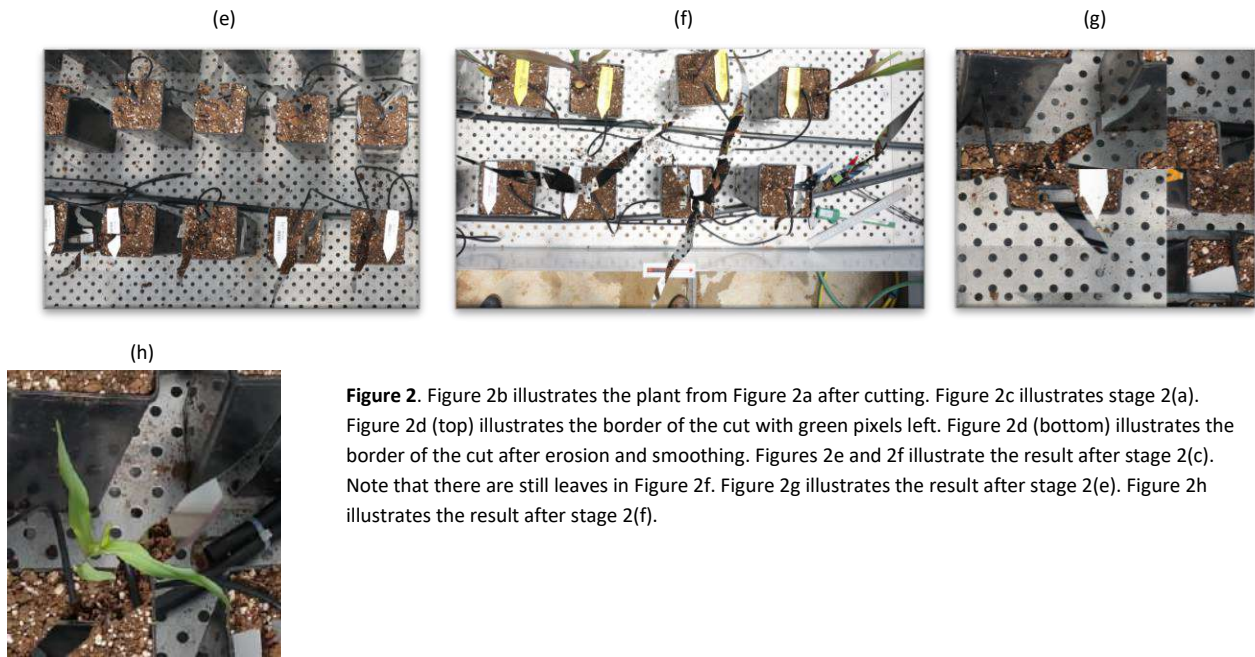 (e)
(f)
(g)
(h)
Figure 2. Figure 2b illustrates the plant from Figure 2a after cutting. Figure 2c illustrates stage 2(a).
Figure 2d (top) illustrates the border of the cut with green pixels left. Figure 2d (bottom) illustrates the
border of the cut after erosion and smoothing. Figures 2e and 2f illustrate the result after stage 2(c).
Note that there are still leaves in Figure 2f. Figure 2g illustrates the result after stage 2(e). Figure 2h
illustrates the result after stage 2(f).